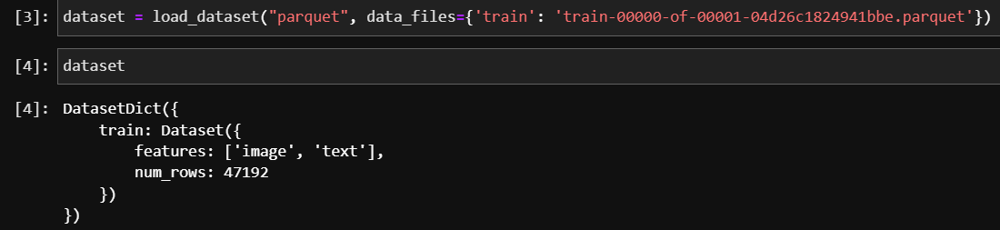 [3]: dataset = load_dataset("parquet", data_files={'train': 'train-00000-of-00001-04d26c1824941bbe.parquet'})
[4]: dataset
[4]: DatasetDict({
    train: Dataset({
        features: ['image', 'text'],
        num_rows: 47192
    })
})